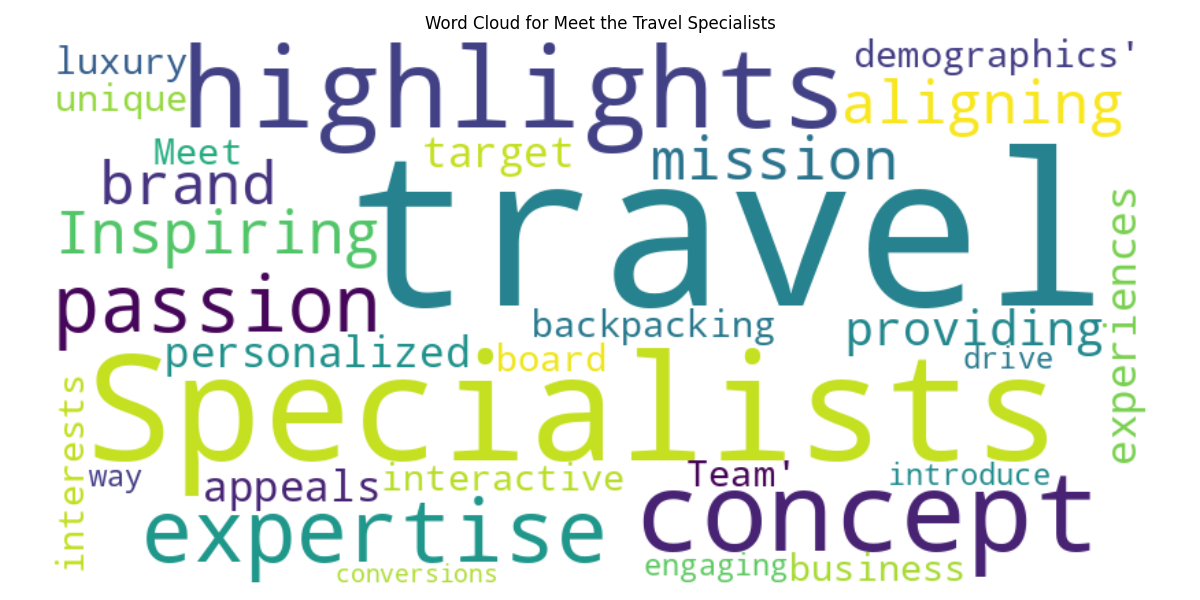 Word Cloud for Meet the Travel Specialists
luxury
highlights
demographics'
unique
aligning
Meet
target
mission
brand
travel
Inspiring
experiences
passion
backpacking
providing
personalized
board
drive
Specialists
interests
way
appeals
interactive
Team'
introduce
expertise
concept
conversions
engaging
business